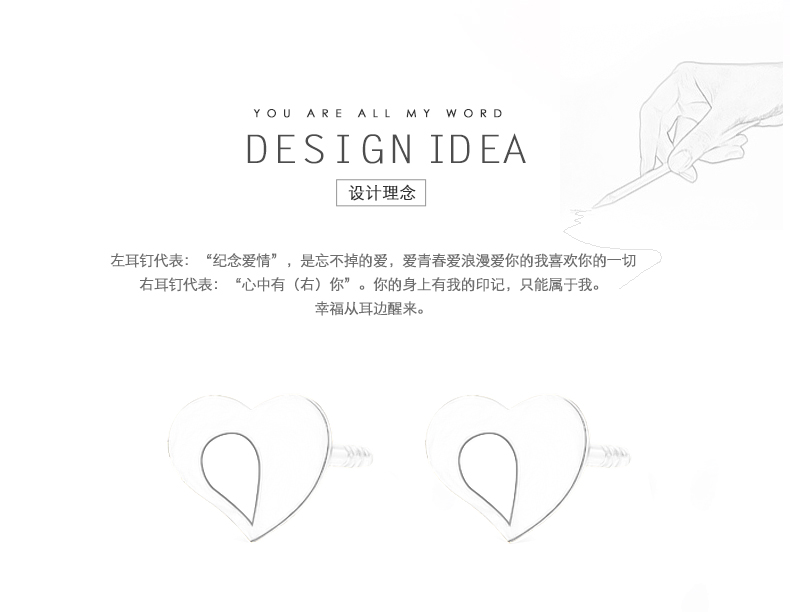 YOU ARE ALL MY WORD
DESIGN IDEA
设计理念
左耳钉代表：“纪念爱情”，是忘不掉的爱，爱青春爱浪漫爱你的我喜欢你的一切
右耳钉代表：“心中有（右）你”。你的身上有我的印记，只能属于我。
幸福从耳边醒来。